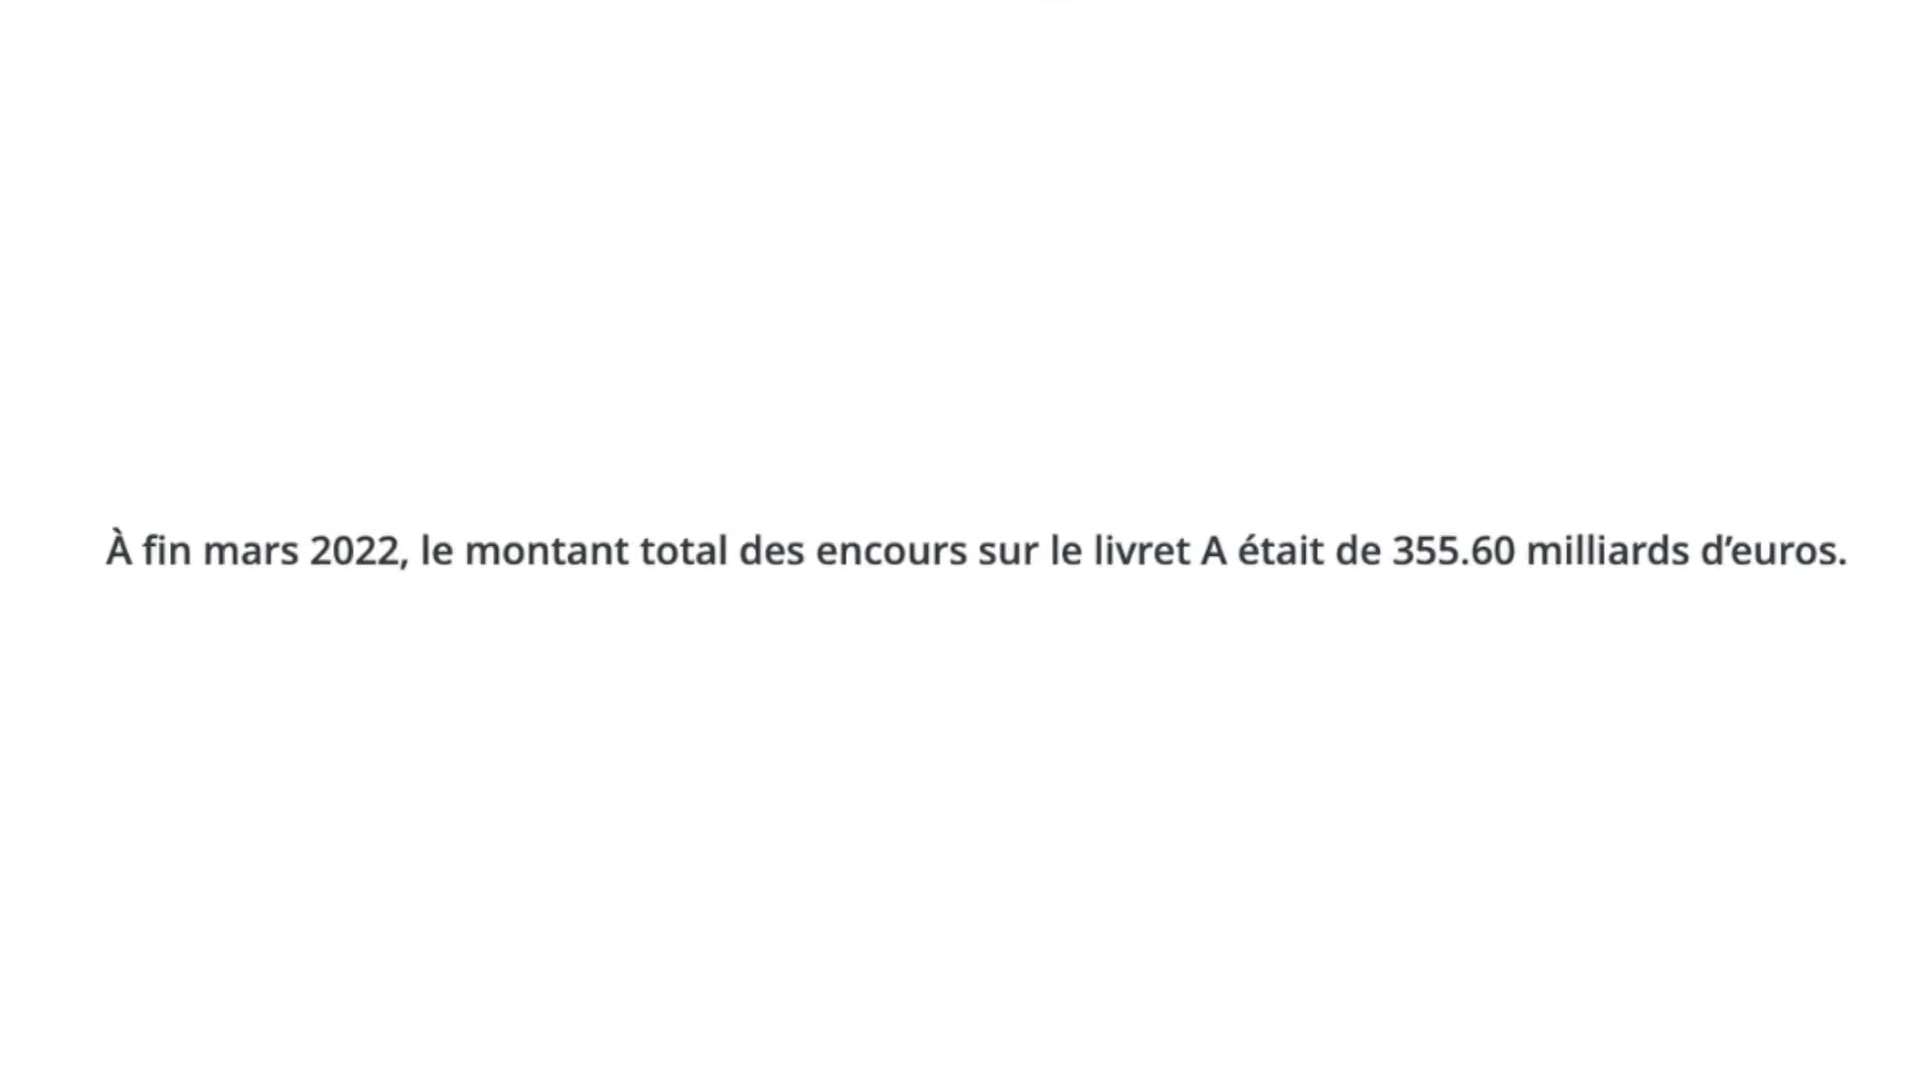 À fin mars 2022, le montant total des encours sur le livret A était de 355.60 milliards d’euros.